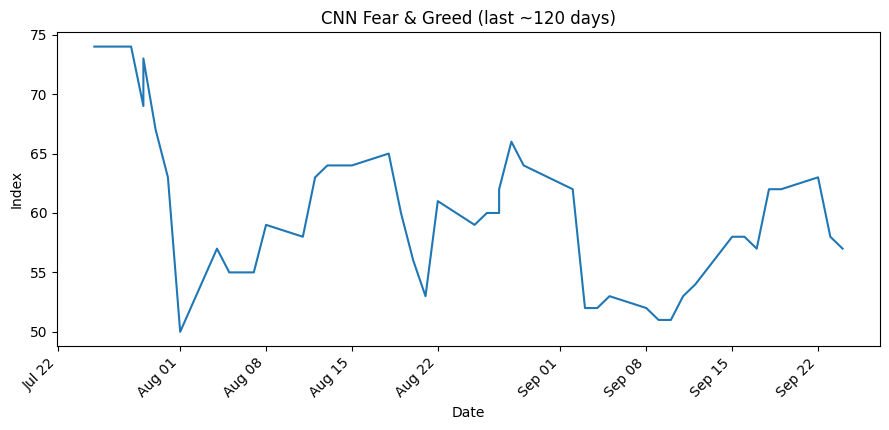 CNN Fear & Greed (last ~120 days)
75
70
65
60
55
50
Index
Jul 22
Aug 01
Aug 08
Aug 15
Aug 22
Sep 01
Sep 08
Sep 15
Sep 22
Date